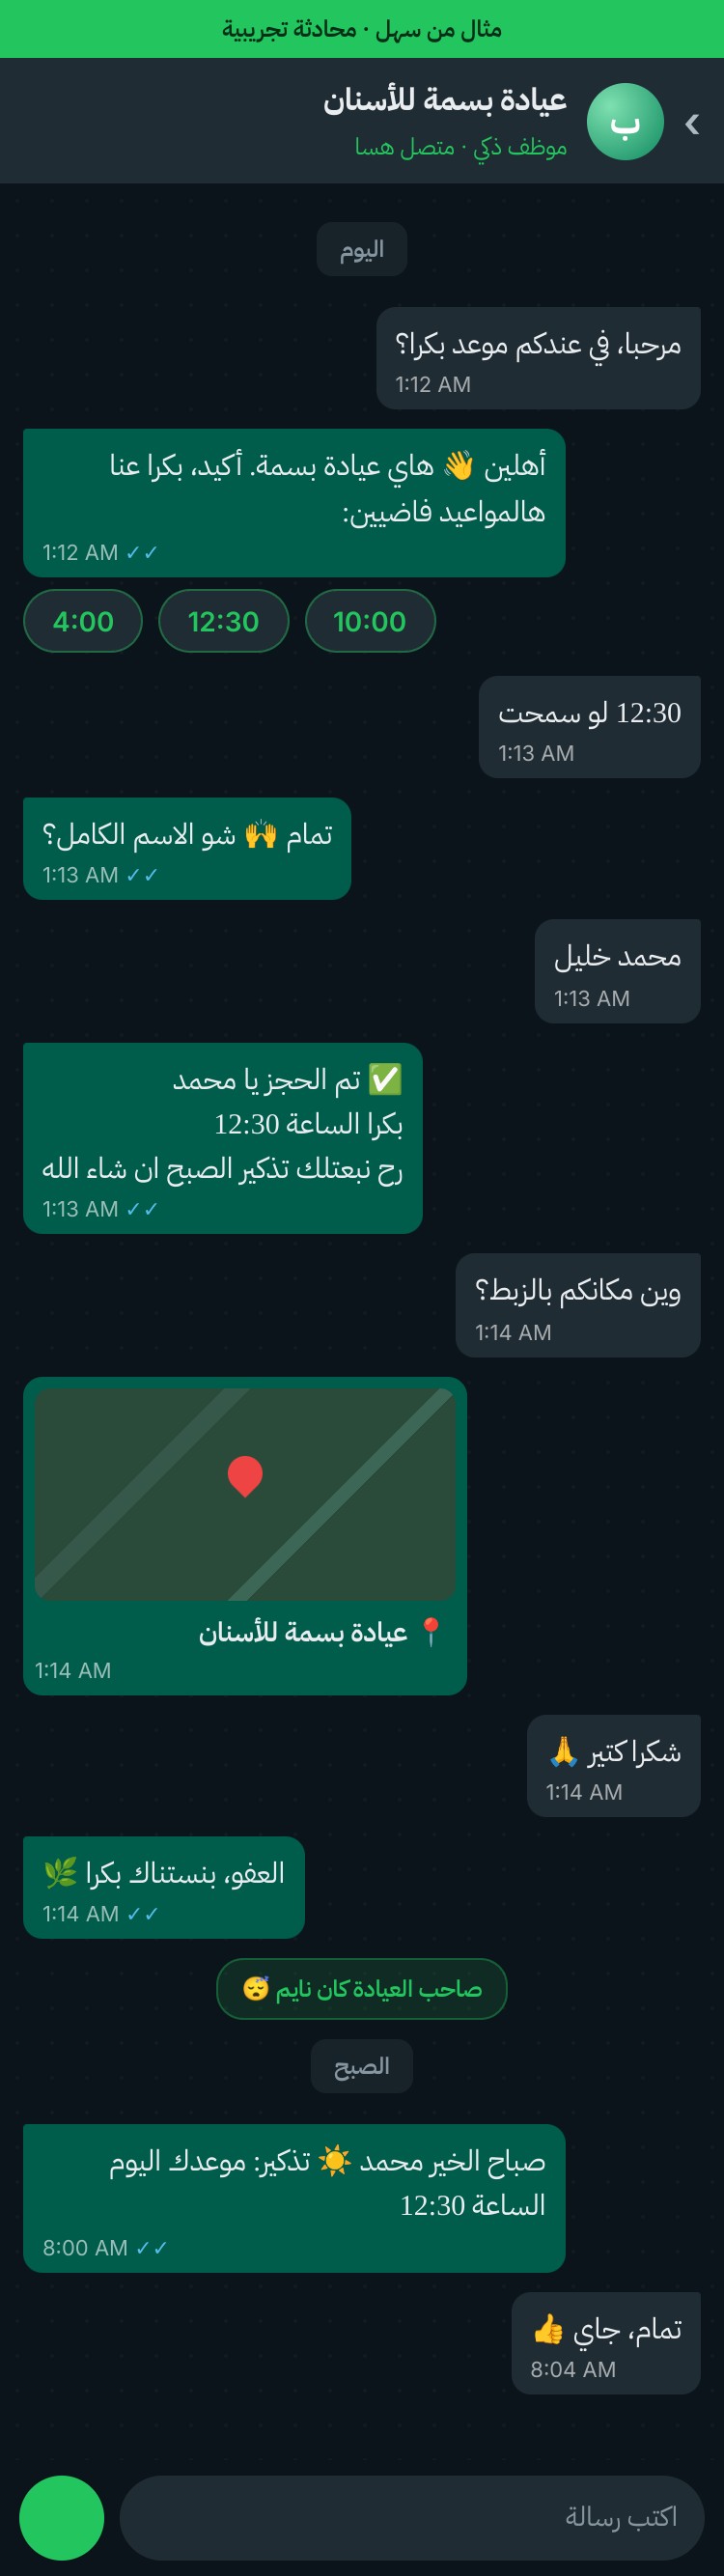 مثال من سهل · محادثة تجريبية
عيادة بسمة للأسنان
ب
موظف ذكي · متصل هسا
اليوم
مرحبا، في عندكم موعد بكرا؟
1:12 AM
أهلين 👋 هاي عيادة بسمة. أكيد، بكرا عنا
هالمواعيد فاضيين:
1:12 AM ✓✓
10:00
12:30
4:00
12:30 لو سمحت
1:13 AM
تمام 🙌 شو الاسم الكامل؟
1:13 AM ✓✓
محمد خليل
1:13 AM
✅ تم الحجز يا محمد
بكرا الساعة 12:30
رح نبعتلك تذكير الصبح ان شاء الله
1:13 AM ✓✓
وين مكانكم بالزبط؟
1:14 AM
📍 عيادة بسمة للأسنان
1:14 AM
شكرا كتير 🙏
1:14 AM
العفو، بنستناك بكرا 🌿
1:14 AM ✓✓
صاحب العيادة كان نايم 😴
الصبح
صباح الخير محمد ☀️ تذكير: موعدك اليوم
الساعة 12:30
8:00 AM ✓✓
تمام، جاي 👍
8:04 AM
اكتب رسالة